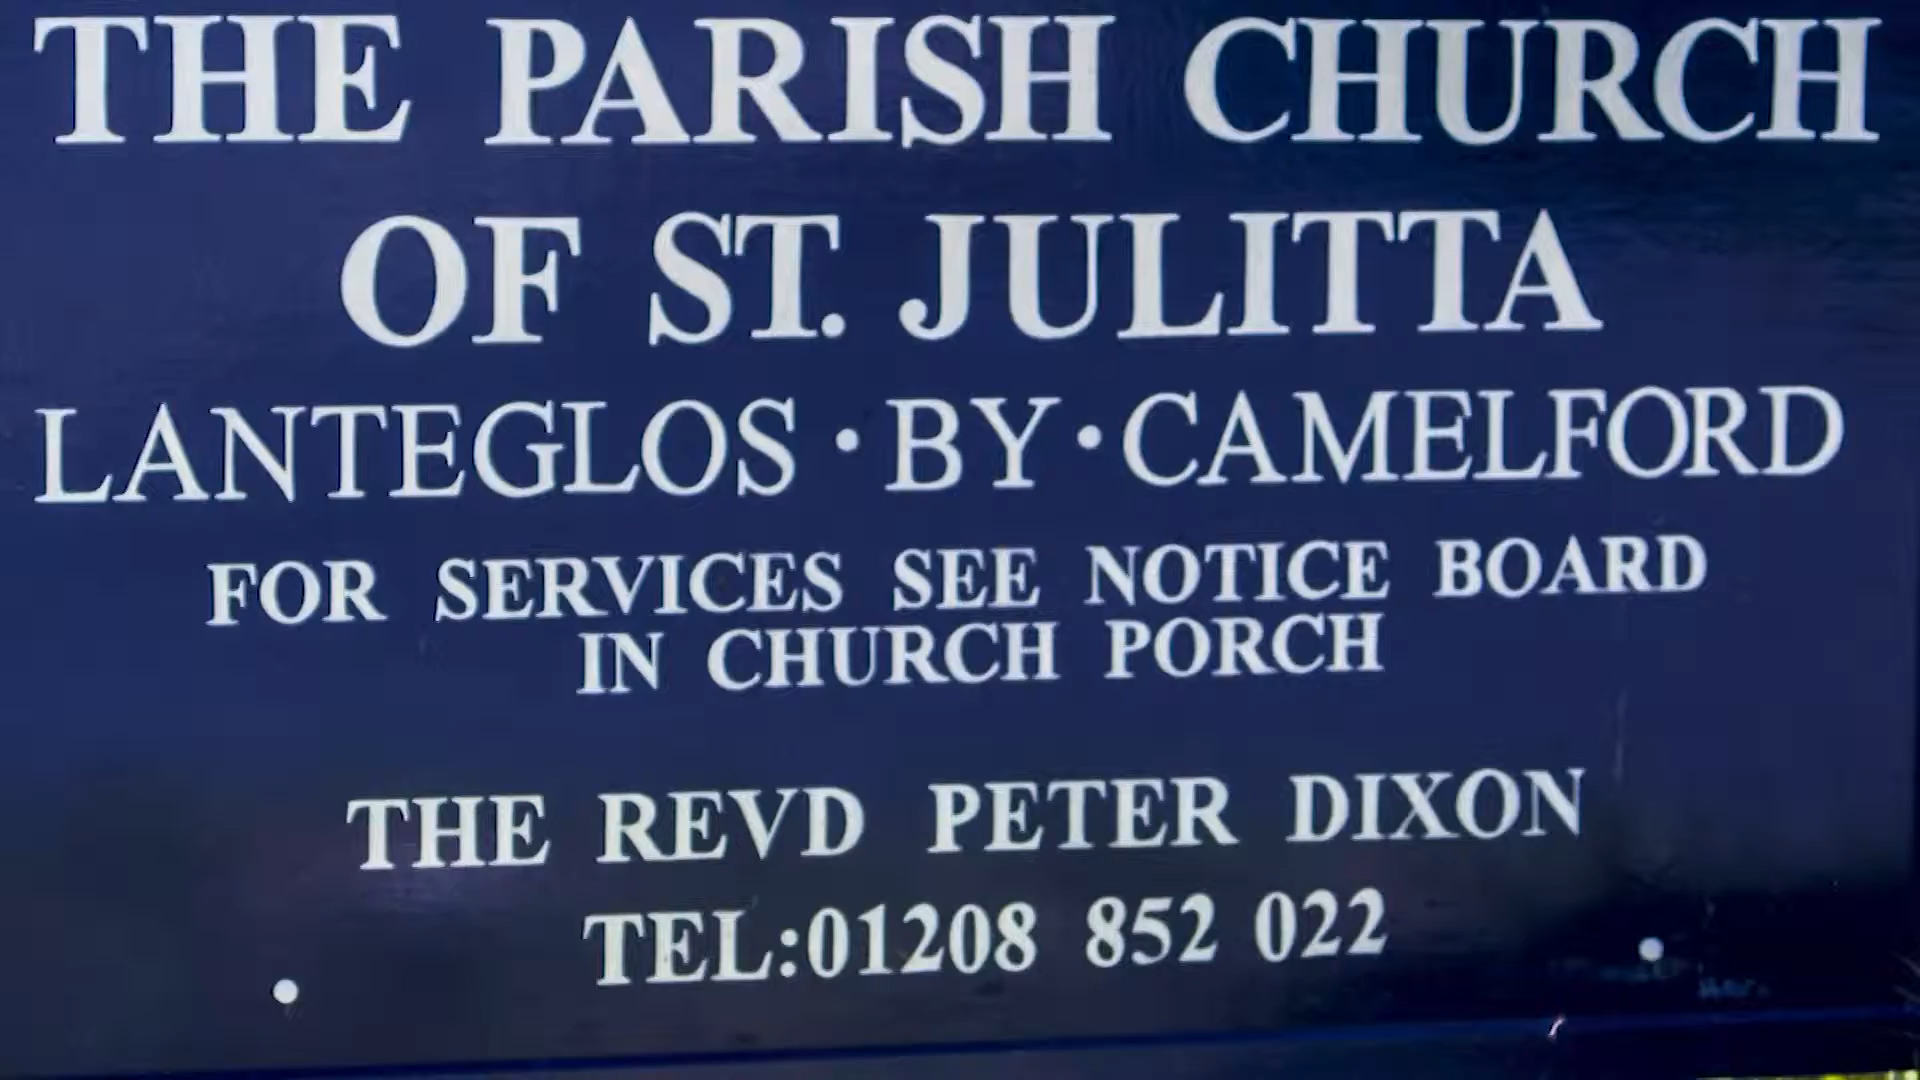 THE PARISH CHURCH
OF ST. JULITTA
LANTEGLOS · BY · CAMELFORD
FOR SERVICES SEE NOTICE BOARD
IN CHURCH PORCH
THE REVD PETER DIXON
TEL:01208 852 022